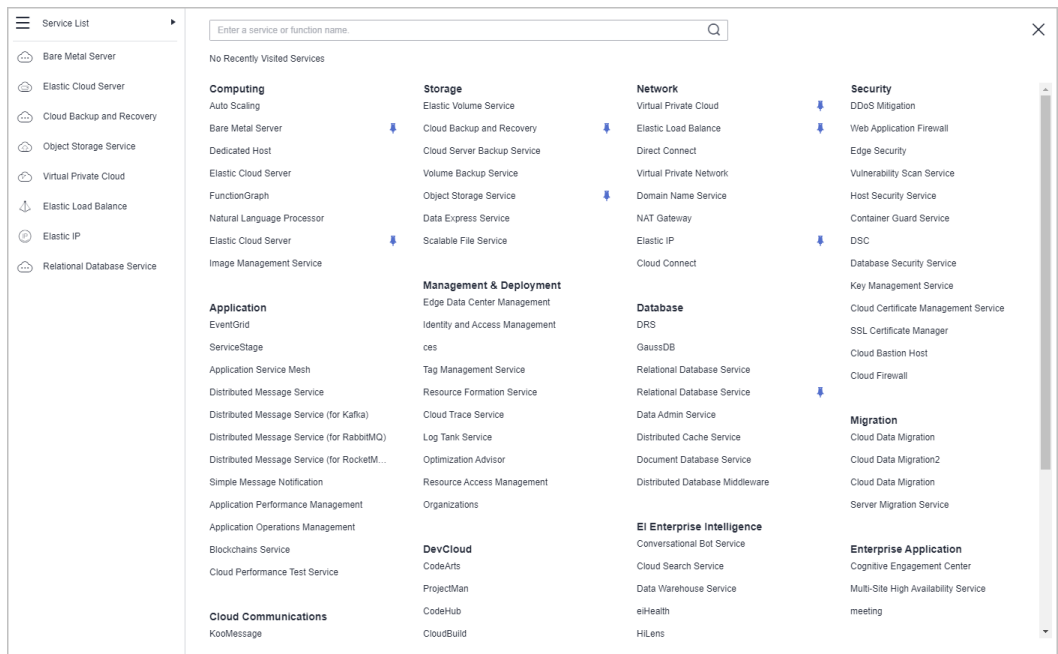 Service List
Bare Metal Server
Elastic Cloud Server
Cloud Backup and Recovery
Object Storage Service
Virtual Private Cloud
Elastic Load Balance
IP Elastic IP
Relational Database Service
Enter a service or function name.
No Recently Visited Services
Computing
Auto Scaling
Bare Metal Server
Dedicated Host
Elastic Cloud Server
FunctionGraph
Natural Language Processor
Elastic Cloud Server
Image Management Service
Application
EventGrid
ServiceStage
Application Service Mesh
Distributed Message Service
Distributed Message Service (for Kafka)
Distributed Message Service (for RabbitMQ)
Distributed Message Service (for RocketM...
Simple Message Notification
Application Performance Management
Application Operations Management
Blockchains Service
Cloud Performance Test Service
Cloud Communications
KooMessage
Storage
Elastic Volume Service
Cloud Backup and Recovery
Cloud Server Backup Service
Volume Backup Service
Object Storage Service
Data Express Service
Scalable File Service
Management & Deployment
Edge Data Center Management
Identity and Access Management
ces
Tag Management Service
Resource Formation Service
Cloud Trace Service
Log Tank Service
Optimization Advisor
Resource Access Management
Organizations
DevCloud
CodeArts
ProjectMan
CodeHub
CloudBuild
Network
Virtual Private Cloud
Elastic Load Balance
Direct Connect
Virtual Private Network
Domain Name Service
NAT Gateway
Elastic IP
Cloud Connect
Database
DRS
GaussDB
Relational Database Service
Relational Database Service
Data Admin Service
Distributed Cache Service
Document Database Service
Distributed Database Middleware
EI Enterprise Intelligence
Conversational Bot Service
Cloud Search Service
Data Warehouse Service
eiHealth
HiLens
Security
DDoS Mitigation
Web Application Firewall
Edge Security
Vulnerability Scan Service
Host Security Service
Container Guard Service
DSC
Database Security Service
Key Management Service
Cloud Certificate Management Service
SSL Certificate Manager
Cloud Bastion Host
Cloud Firewall
Migration
Cloud Data Migration
Cloud Data Migration2
Cloud Data Migration
Server Migration Service
Enterprise Application
Cognitive Engagement Center
Multi-Site High Availability Service
meeting